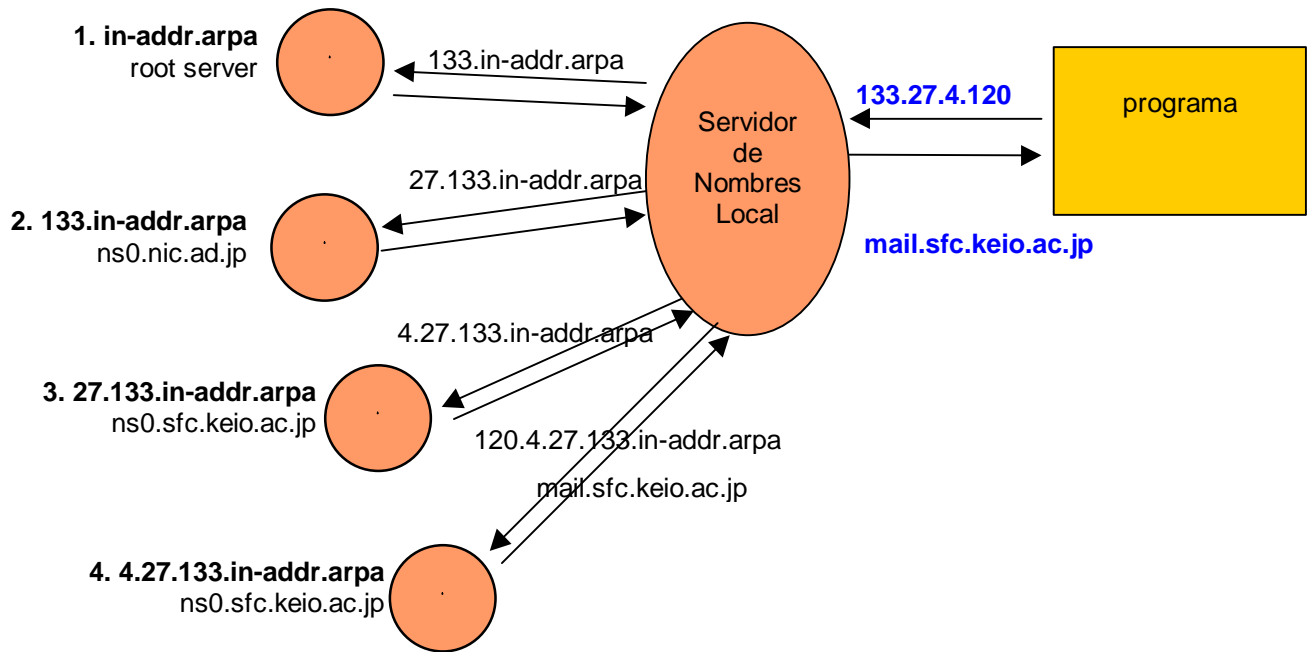 1. in-addr.arpa
root server
133.in-addr.arpa
133.27.4.120
programa
Servidor
de
Nombres
Local
27.133.in-addr.arpa
2. 133.in-addr.arpa
ns0.nic.ad.jp
mail.sfc.keio.ac.jp
4.27.133.in-addr.arpa
3. 27.133.in-addr.arpa
ns0.sfc.keio.ac.jp
120.4.27.133.in-addr.arpa
mail.sfc.keio.ac.jp
4. 4.27.133.in-addr.arpa
ns0.sfc.keio.ac.jp